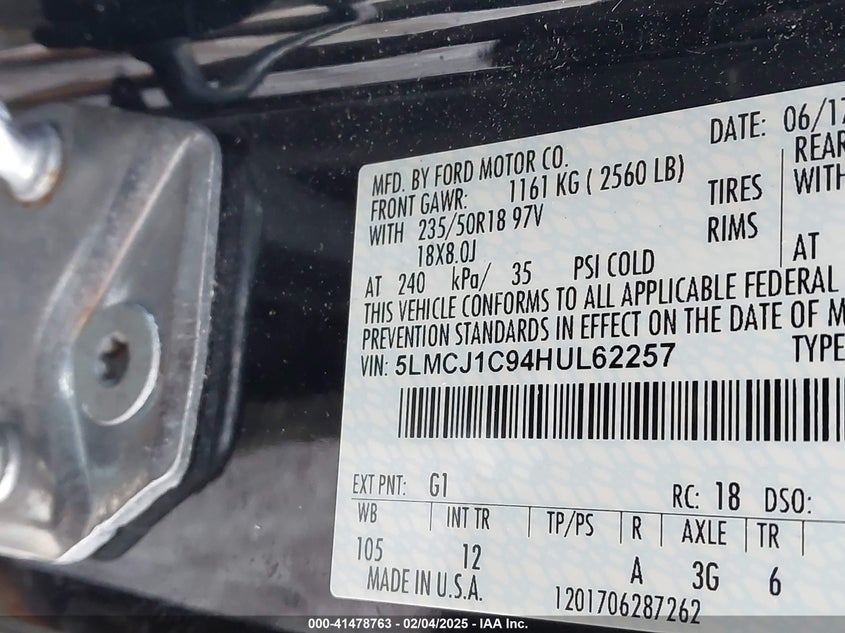 DATE: 06/17
MFD. BY FORD MOTOR CO.
FRONT GAWR: 1161 KG ( 2560 LB)
REAR
WITH 235/50R18 97V TIRES WITH
18X8.0J RIMS
AT 240 kPa/ 35 PSI COLD AT
THIS VEHICLE CONFORMS TO ALL APPLICABLE FEDERAL
PREVENTION STANDARDS IN EFFECT ON THE DATE OF M
VIN: 5LMCJ1C94HUL62257 TYPE
EXT PNT: G1 RC: 18 DSO:
WB INT TR TP/PS R AXLE TR
105 12 A 3G 6
MADE IN U.S.A. 1201706287262
000-41478763 - 02/04/2025 - IAA Inc.